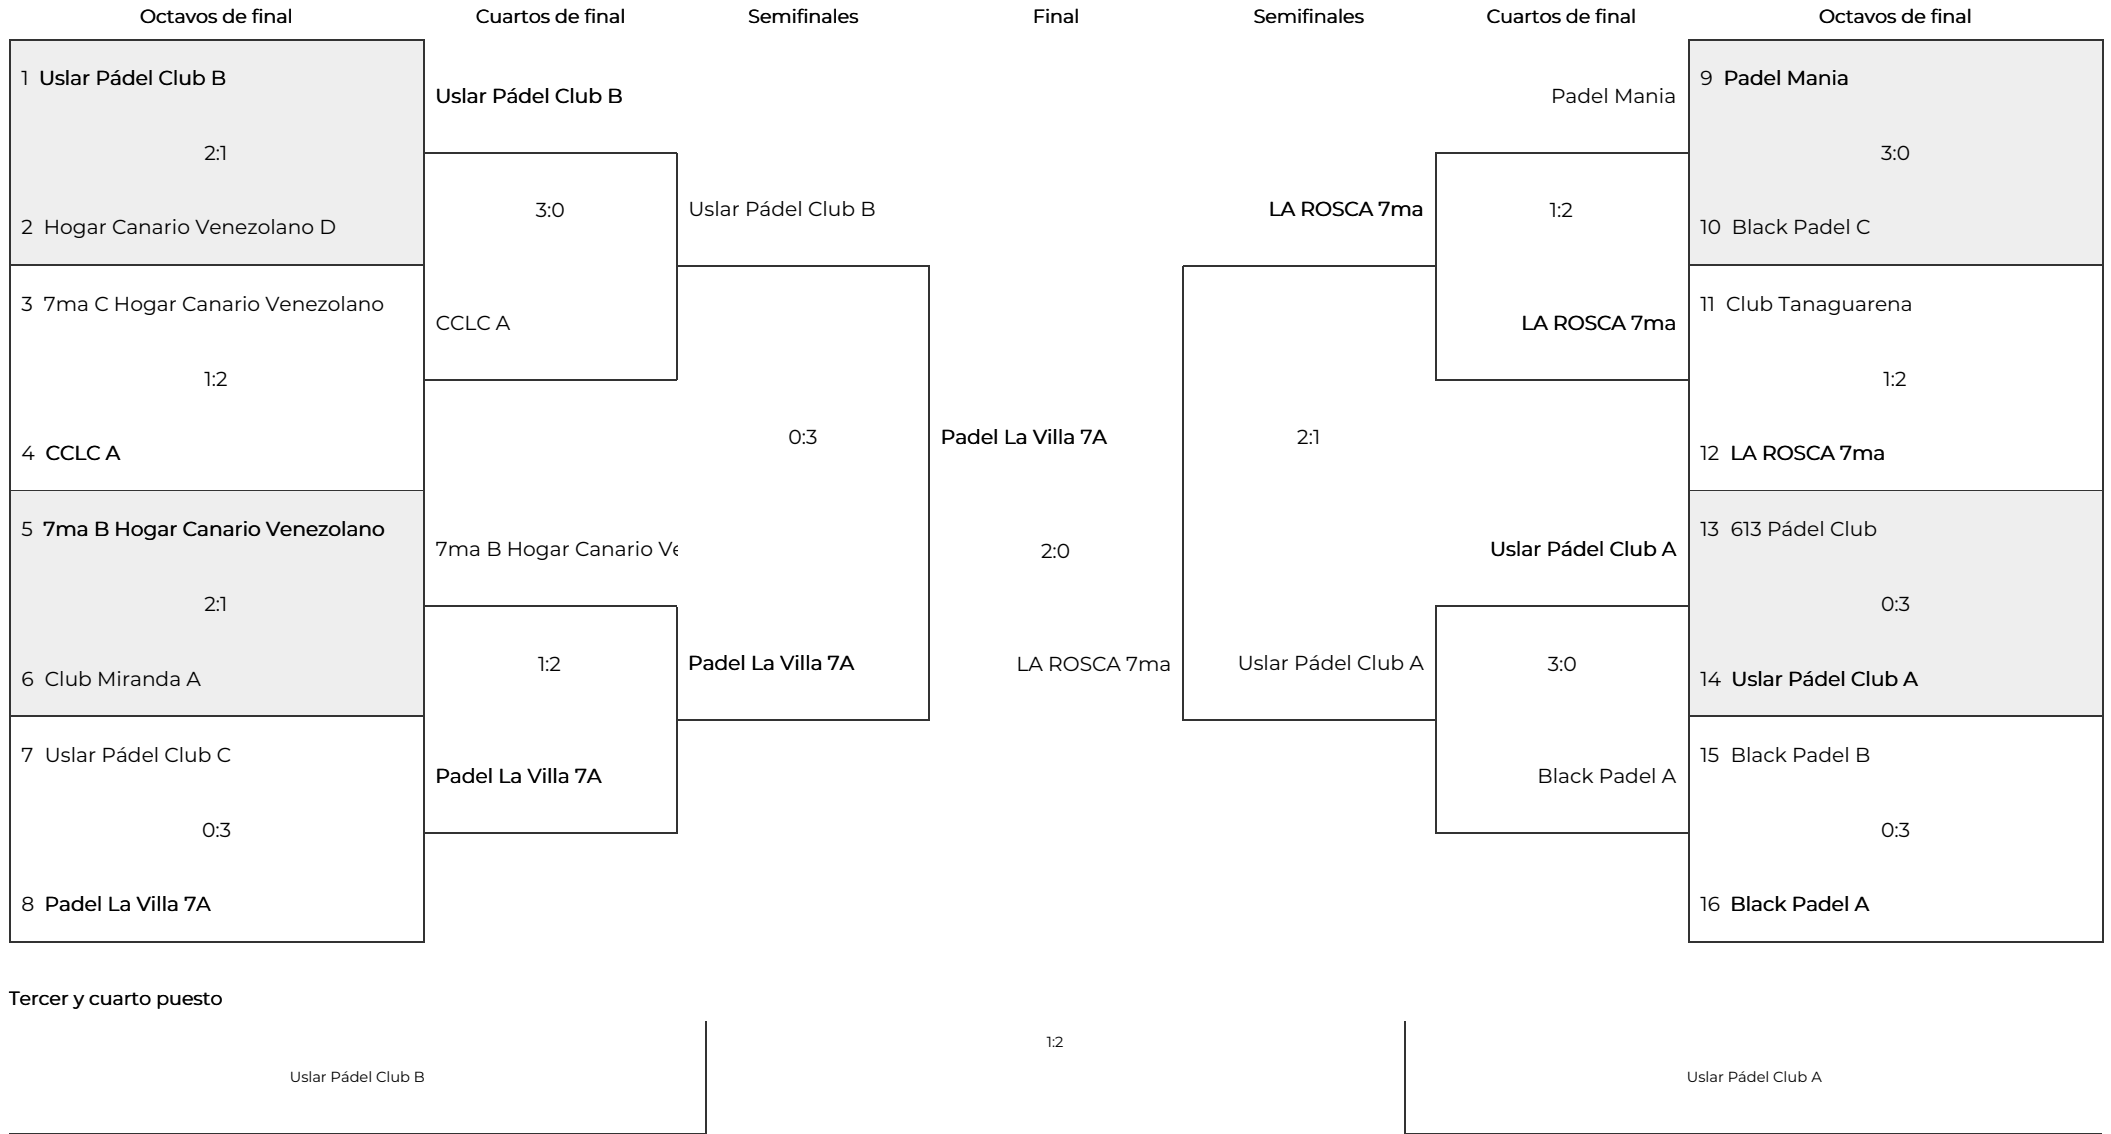 Octavos de final
Cuartos de final
Semifinales
Final
Semifinales
Cuartos de final
Octavos de final
1 Uslar Pádel Club B
2:1
2 Hogar Canario Venezolano D
3 7ma C Hogar Canario Venezolano
1:2
4 CCLC A
5 7ma B Hogar Canario Venezolano
2:1
6 Club Miranda A
7 Uslar Pádel Club C
0:3
8 Padel La Villa 7A
Uslar Pádel Club B
3:0
CCLC A
7ma B Hogar Canario Ve
1:2
Padel La Villa 7A
Uslar Pádel Club B
0:3
Padel La Villa 7A
Padel La Villa 7A
2:0
LA ROSCA 7ma
LA ROSCA 7ma
2:1
Uslar Pádel Club A
Padel Mania
1:2
LA ROSCA 7ma
Uslar Pádel Club A
3:0
Black Padel A
9 Padel Mania
3:0
10 Black Padel C
11 Club Tanaguarena
1:2
12 LA ROSCA 7ma
13 613 Pádel Club
0:3
14 Uslar Pádel Club A
15 Black Padel B
0:3
16 Black Padel A
Tercer y cuarto puesto
Uslar Pádel Club B
1:2
Uslar Pádel Club A